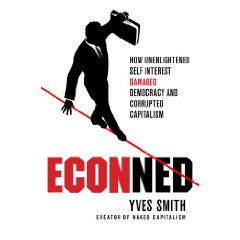 HOW UNENLIGHTENED
SELF INTEREST
DAMAGED
DEMOCRACY AND
CORRUPTED
CAPITALISM
ECONNED
YVES SMITH
CREATOR OF NAKED CAPITALISM